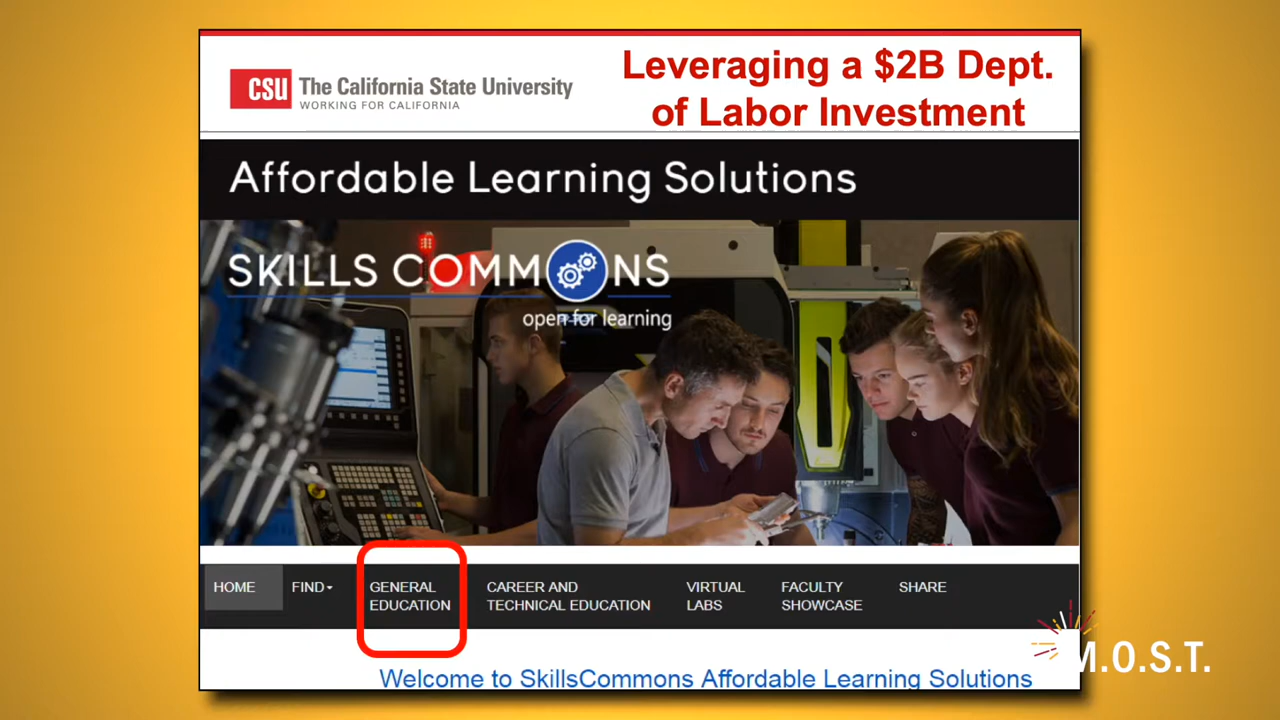 CSU The California State University
WORKING FOR CALIFORNIA
Leveraging a $2B Dept.
of Labor Investment
Affordable Learning Solutions
SKILLS COMMONS
open for learning
HOME
FIND
GENERAL
EDUCATION
CAREER AND
TECHNICAL EDUCATION
VIRTUAL
LABS
FACULTY
SHOWCASE
SHARE
M.O.S.T.
Welcome to SkillsCommons Affordable Learning Solutions